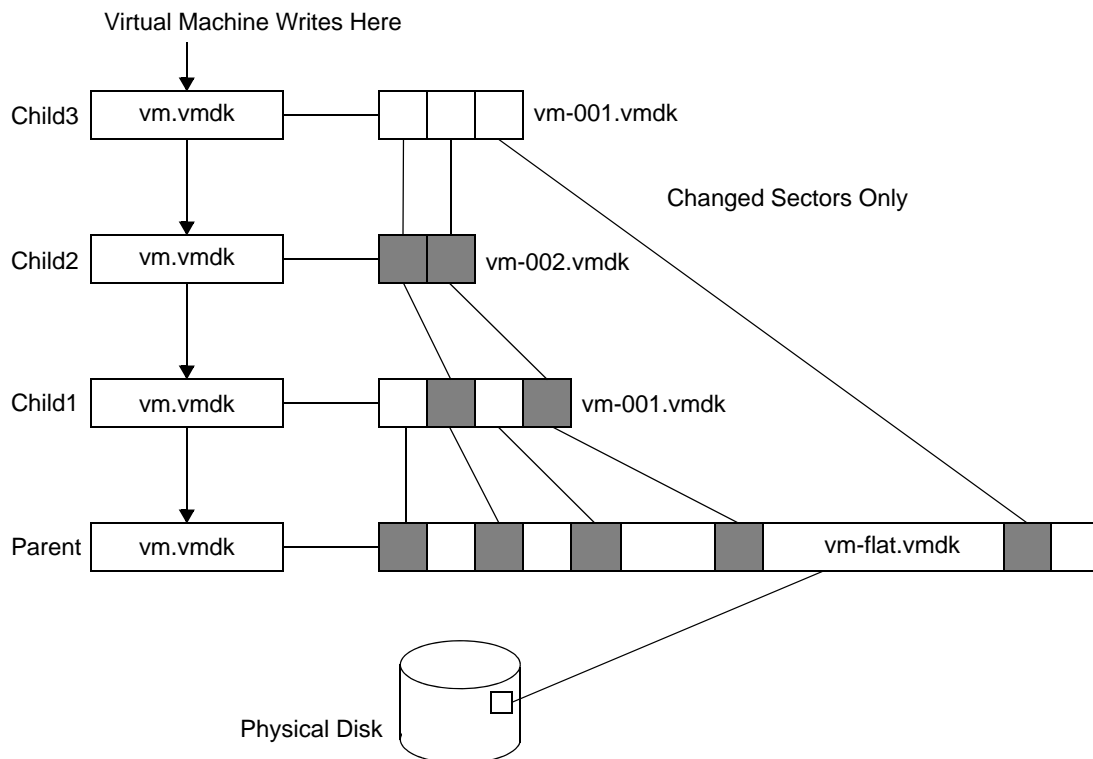 Virtual Machine Writes Here
Child3 vm.vmdk vm-001.vmdk
Changed Sectors Only
Child2 vm.vmdk vm-002.vmdk
Child1 vm.vmdk vm-001.vmdk
Parent vm.vmdk vm-flat.vmdk
Physical Disk